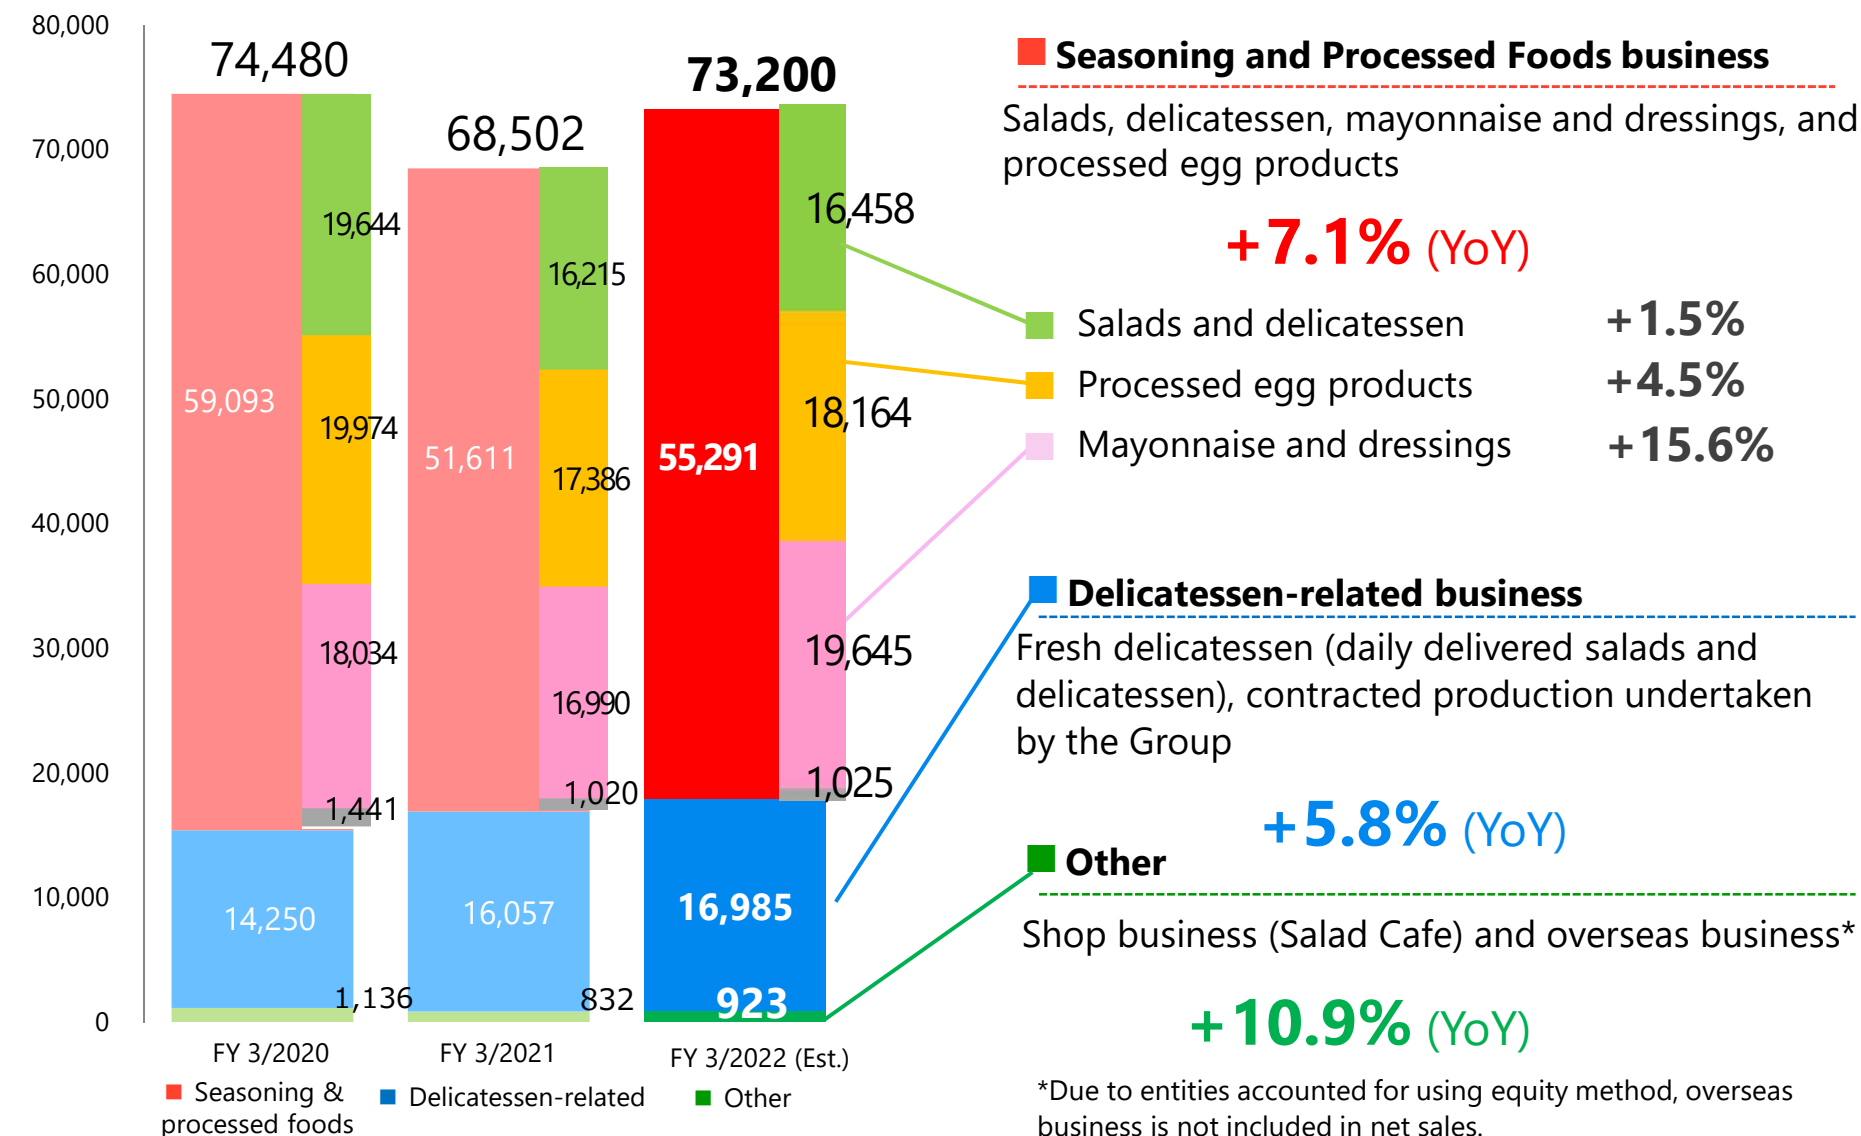 80,000
70,000
60,000
50,000
40,000
30,000
20,000
10,000
0
74,480
59,093
19,644
19,974
18,034
1,441
14,250
1,136
68,502
51,611
16,215
17,386
16,990
1,020
16,057
832
73,200
55,291
16,458
18,164
19,645
1,025
16,985
923
FY 3/2020
FY 3/2021
FY 3/2022 (Est.)
Seasoning &
processed foods
Delicatessen-related
Other
Seasoning and Processed Foods business
Salads, delicatessen, mayonnaise and dressings, and
processed egg products
+7.1% (YoY)
Salads and delicatessen +1.5%
Processed egg products +4.5%
Mayonnaise and dressings +15.6%
Delicatessen-related business
Fresh delicatessen (daily delivered salads and
delicatessen), contracted production undertaken
by the Group
+5.8% (YoY)
Other
Shop business (Salad Cafe) and overseas business*
+10.9% (YoY)
*Due to entities accounted for using equity method, overseas
business is not included in net sales.